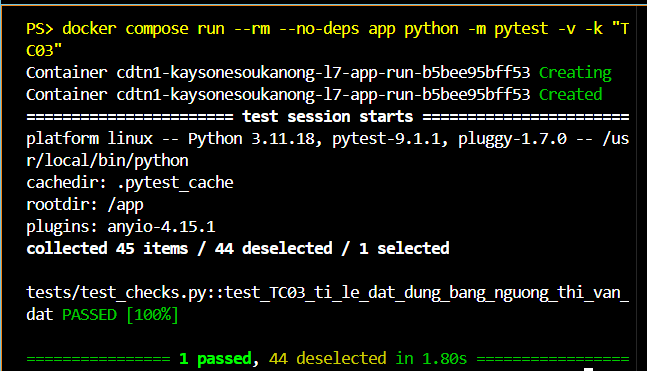 PS> docker compose run --rm --no-deps app python -m pytest -v -k "T
C03"
Container cdtn1-kaysonesoukanong-l7-app-run-b5bee95bff53 Creating
Container cdtn1-kaysonesoukanong-l7-app-run-b5bee95bff53 Created
======================= test session starts =======================
platform linux -- Python 3.11.18, pytest-9.1.1, pluggy-1.7.0 -- /us
r/local/bin/python
cachedir: .pytest_cache
rootdir: /app
plugins: anyio-4.15.1
collected 45 items / 44 deselected / 1 selected
tests/test_checks.py::test_TC03_ti_le_dat_dung_bang_nguong_thi_van_
dat PASSED [100%]
================ 1 passed, 44 deselected in 1.80s =================